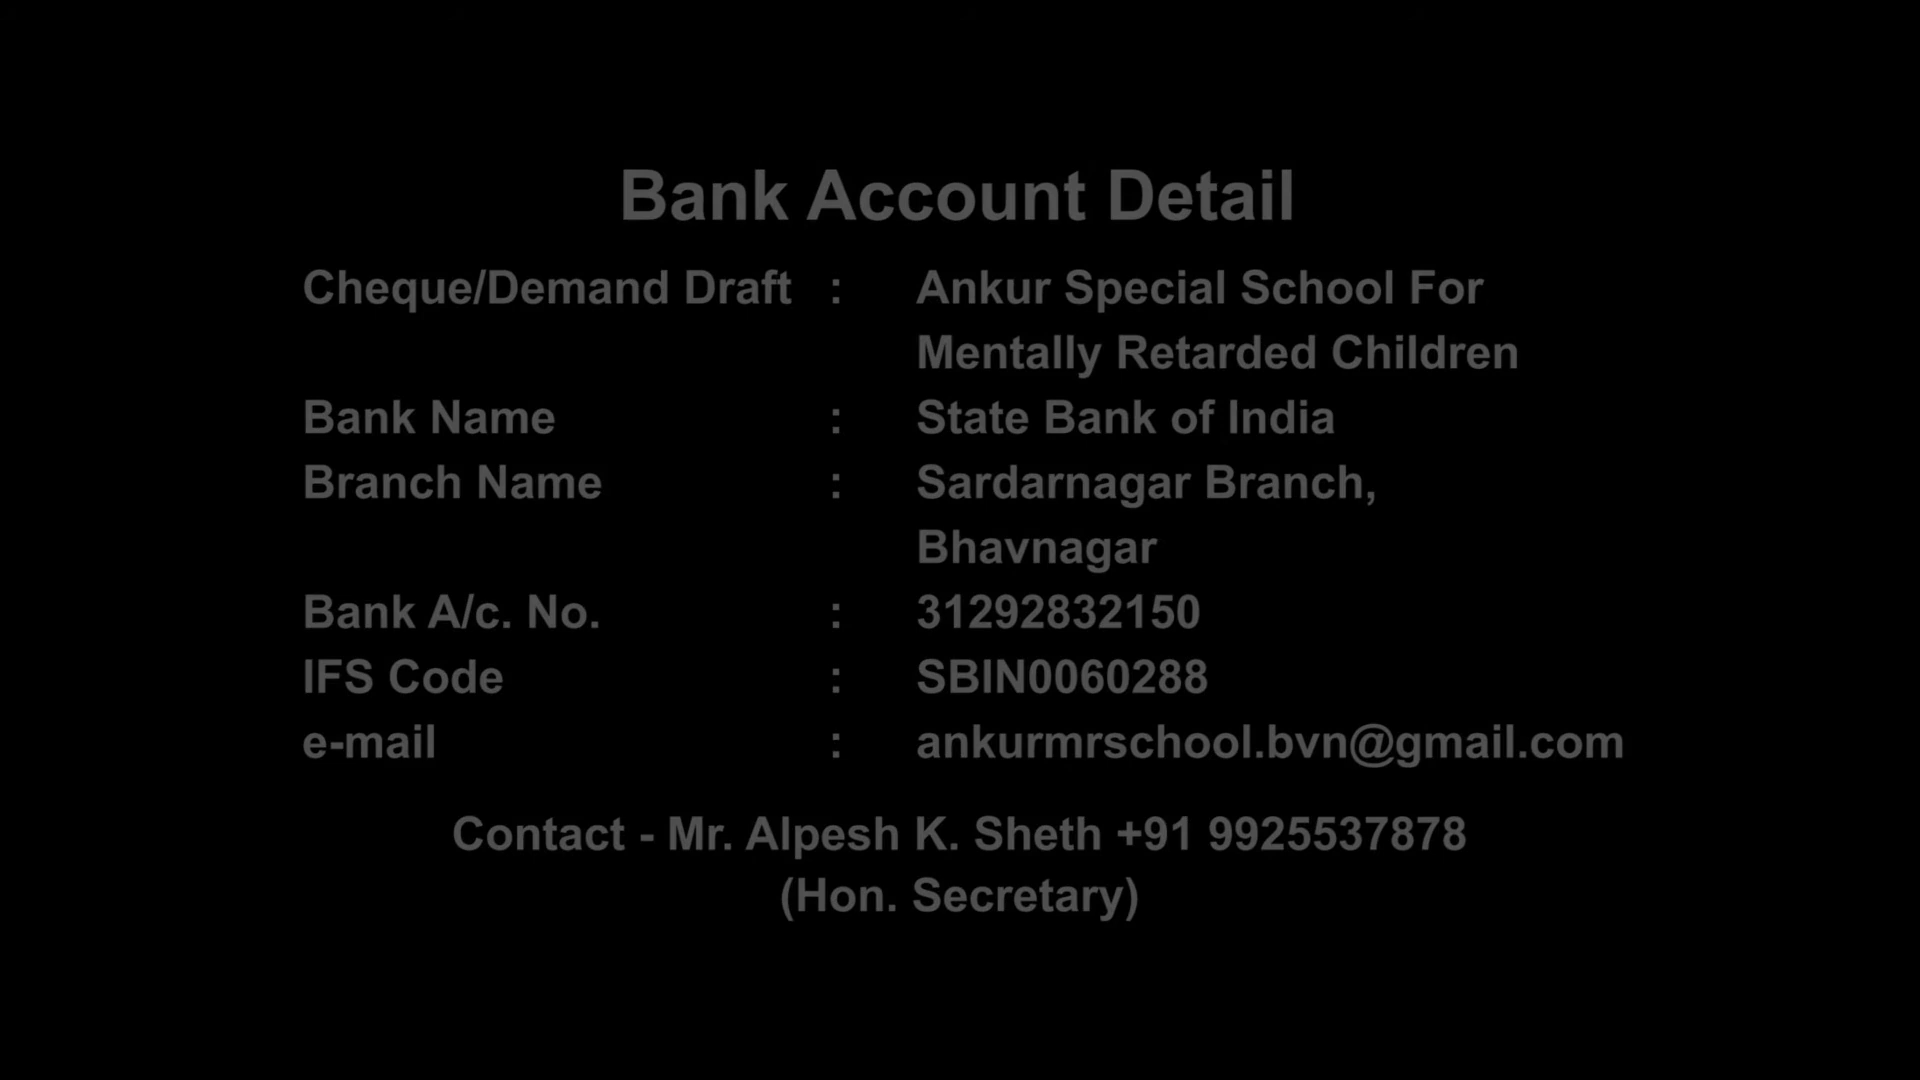 Bank Account Detail
Cheque/Demand Draft : Ankur Special School For
Mentally Retarded Children
Bank Name : State Bank of India
Branch Name : Sardarnagar Branch,
Bhavnagar
Bank A/c. No. : 31292832150
IFS Code : SBIN0060288
e-mail : ankurmrschool.bvn@gmail.com
Contact - Mr. Alpesh K. Sheth +91 9925537878
(Hon. Secretary)